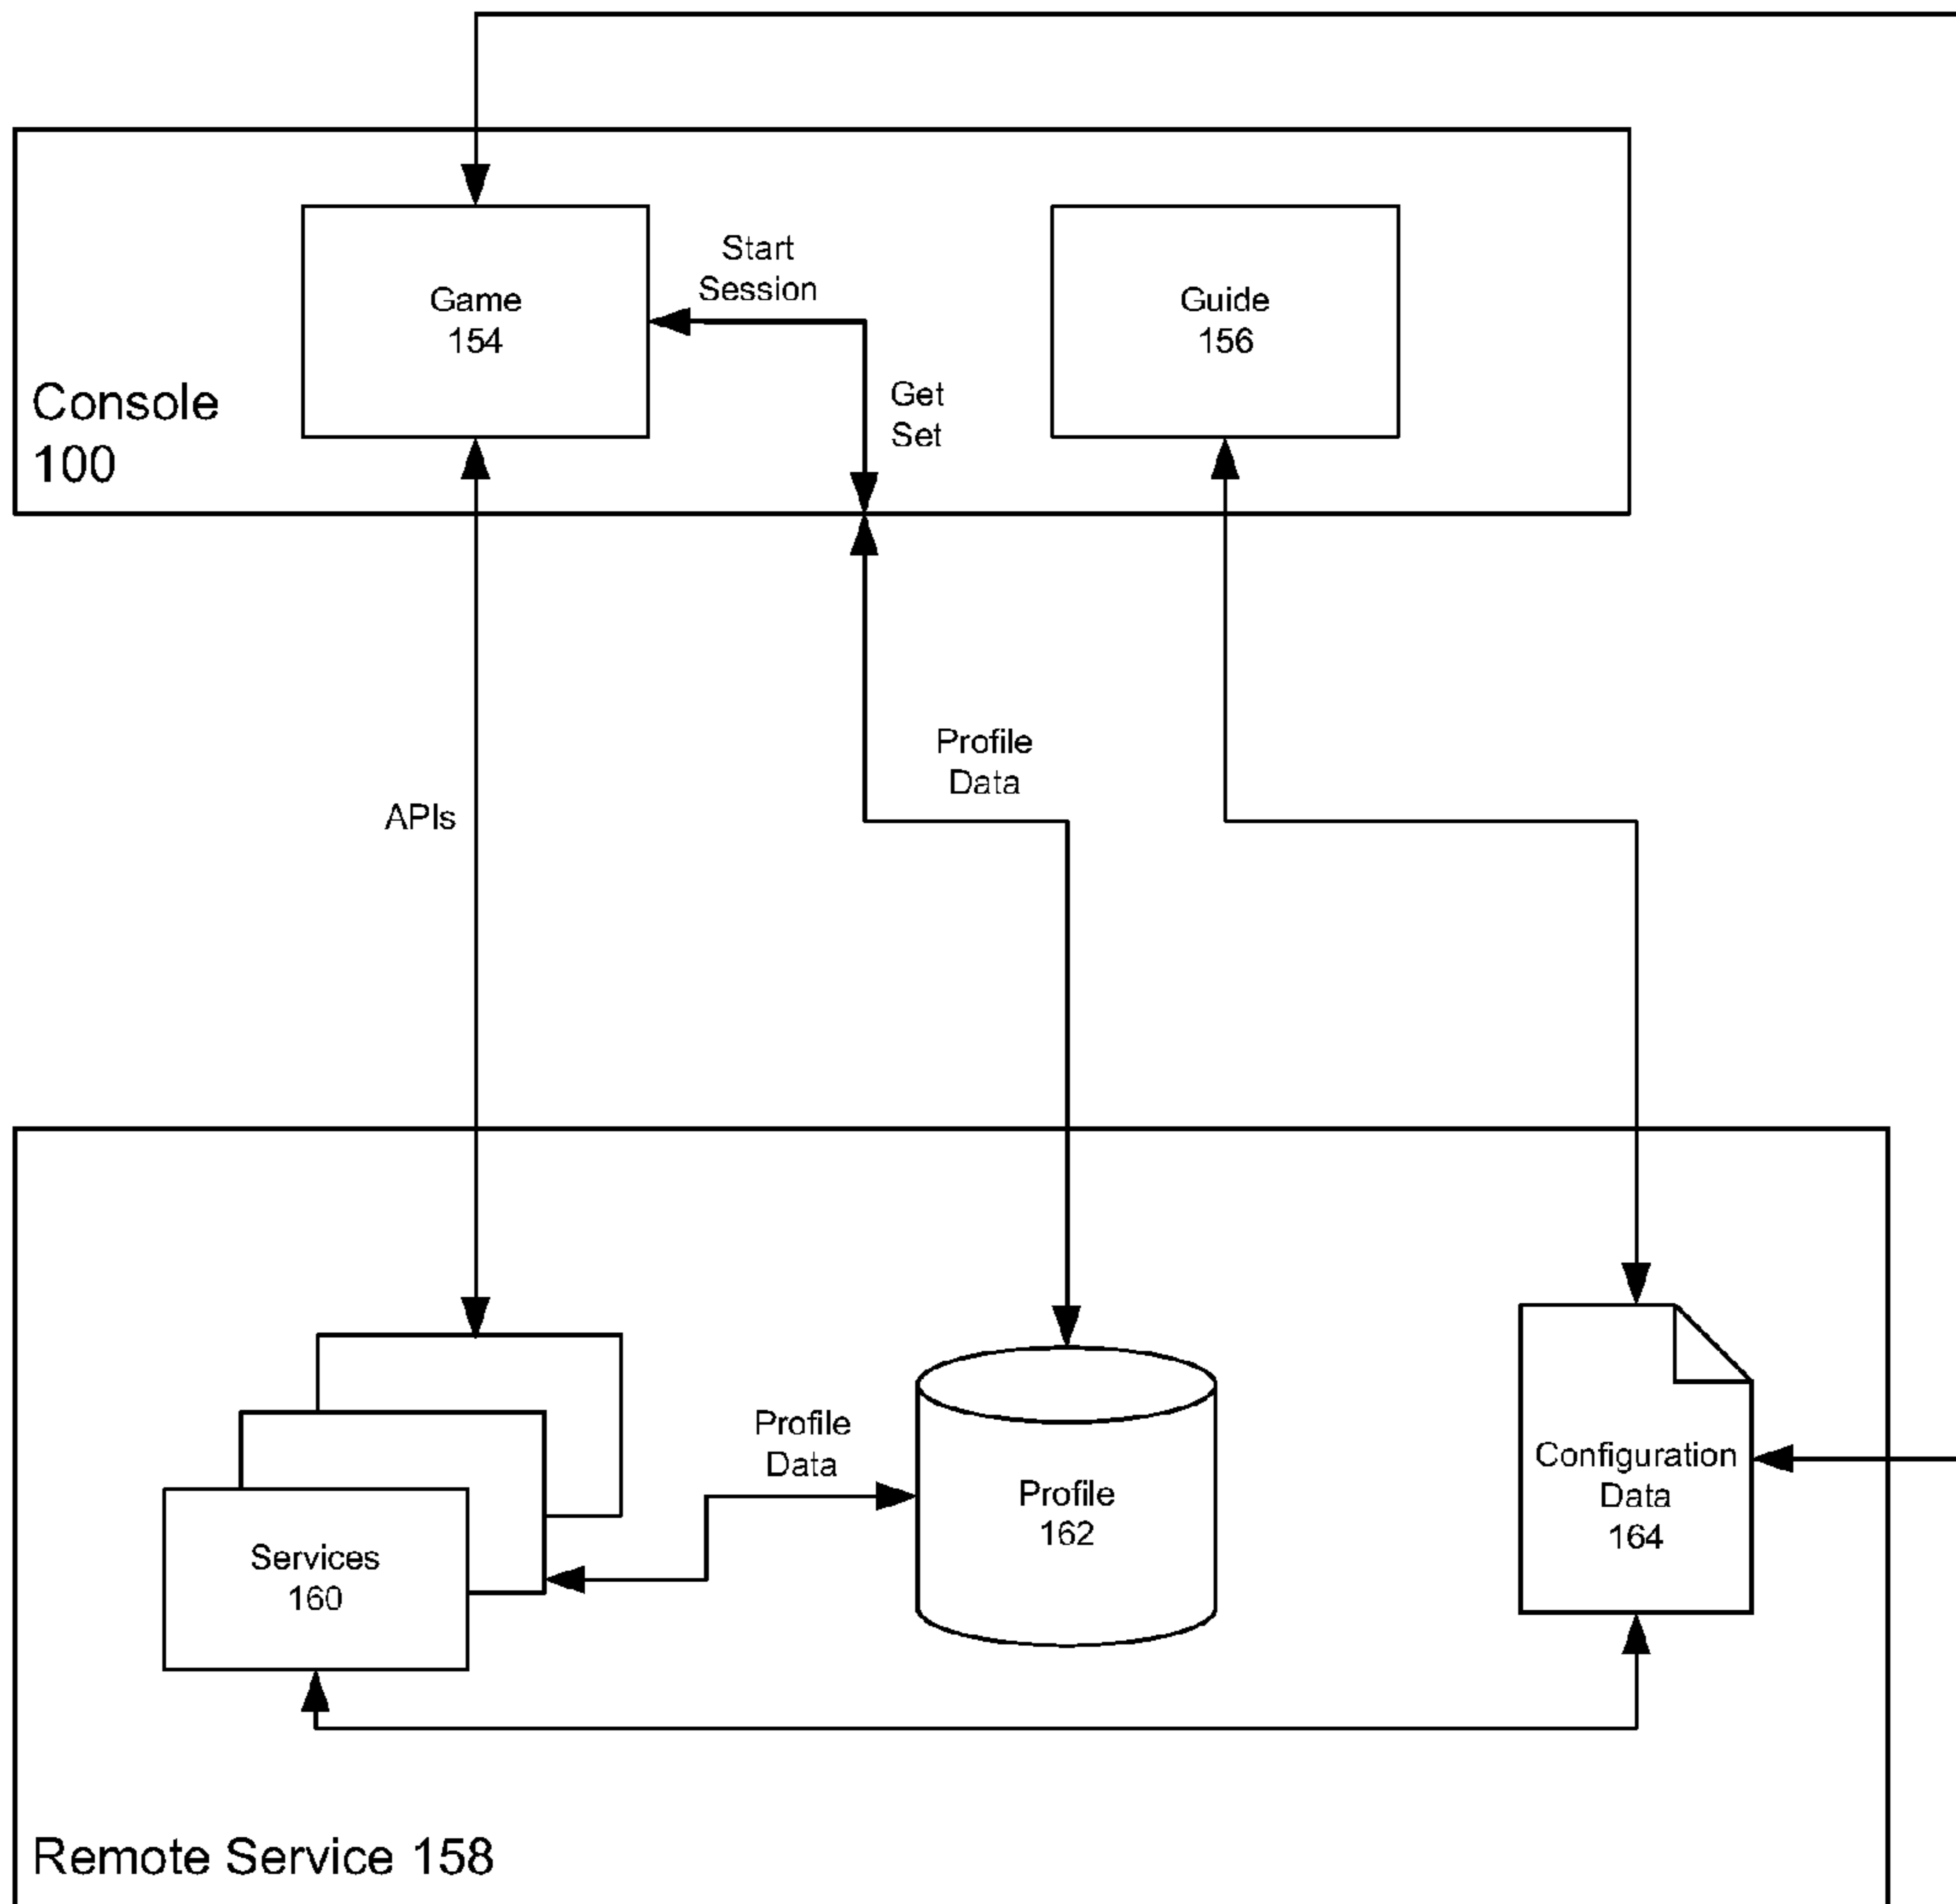 Start
Session
Game
154
Guide
156
Get
Set
Console
100
Profile
Data
APIs
Profile
Data
Configuration
Data
164
Profile
162
Services
160
Remote Service 158